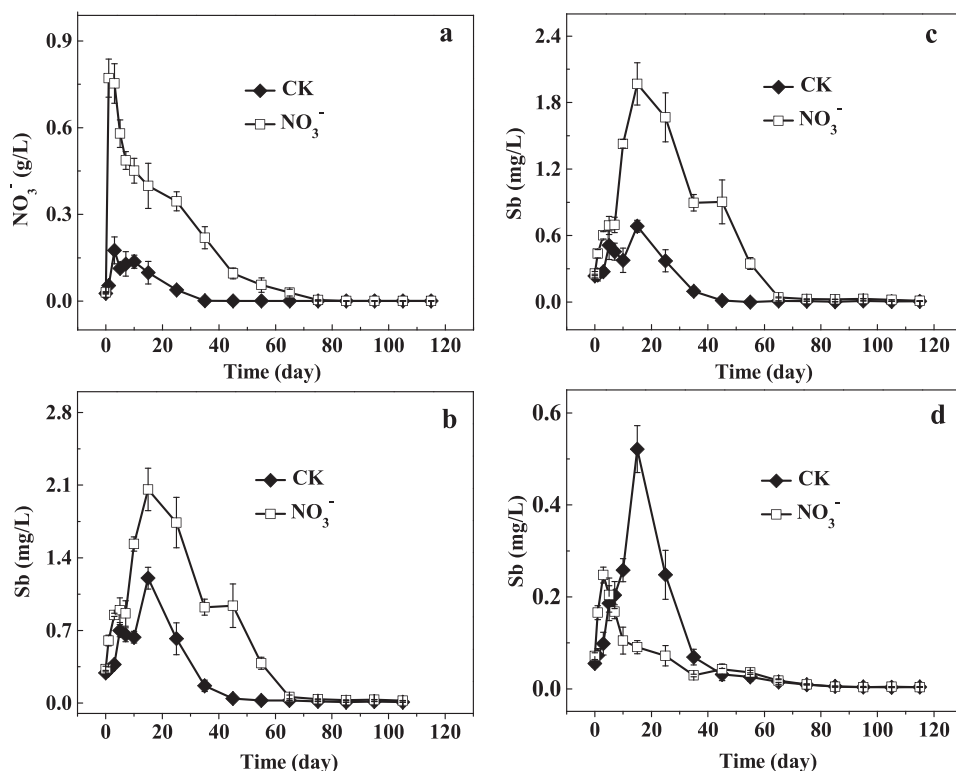 a
0.9
0.6
0.3
0.0
NO₃⁻ (g/L)
CK
NO₃⁻
0 20 40 60 80 100 120
Time (day)
c
2.4
1.8
1.2
0.6
0.0
Sb (mg/L)
CK
NO₃⁻
0 20 40 60 80 100 120
Time (day)
b
2.8
2.1
1.4
0.7
0.0
Sb (mg/L)
CK
NO₃⁻
0 20 40 60 80 100 120
Time (day)
d
0.6
0.4
0.2
0.0
Sb (mg/L)
CK
NO₃⁻
0 20 40 60 80 100 120
Time (day)